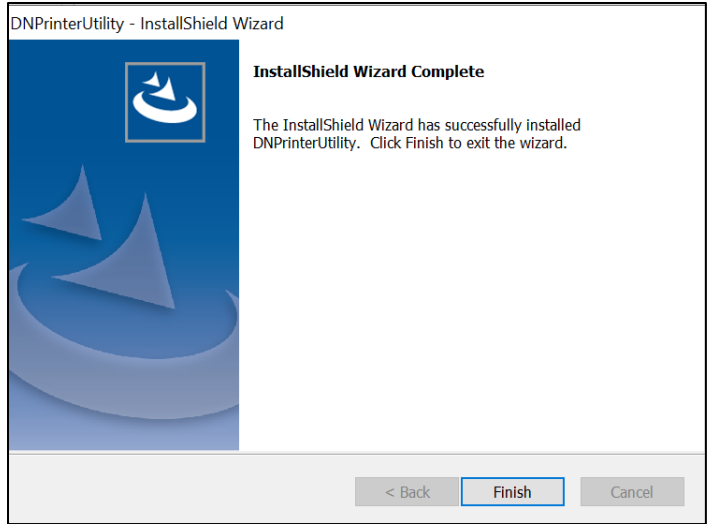 DNPrinterUtility - InstallShield Wizard
InstallShield Wizard Complete
The InstallShield Wizard has successfully installed
DNPrinterUtility.  Click Finish to exit the wizard.
< Back
Finish
Cancel